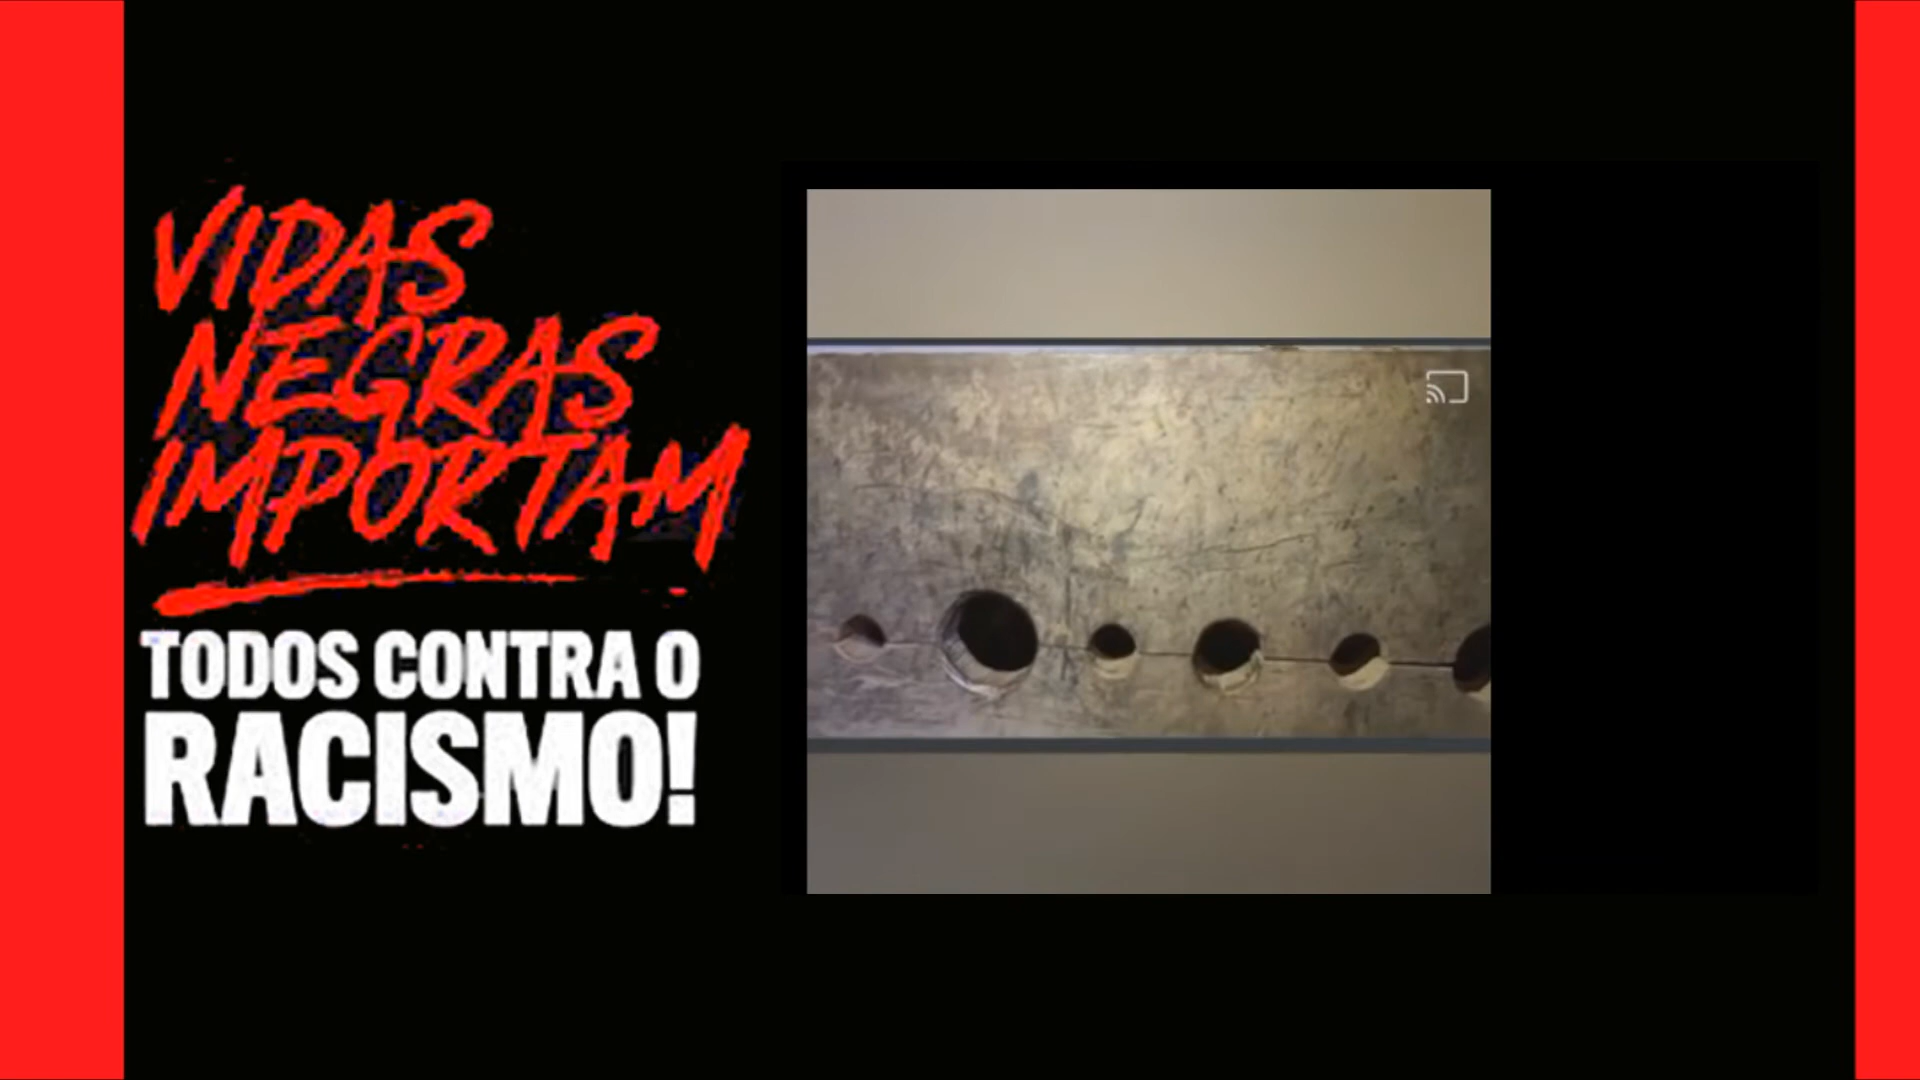 VIDAS
NEGRAS
IMPORTAM
TODOS CONTRA O
RACISMO!